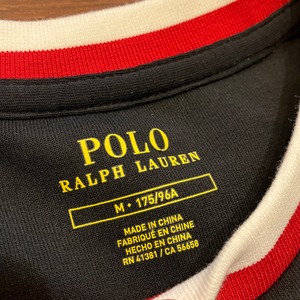 POLO
RALPH LAUREN
M • 175/96A
MADE IN CHINA
FABRIQUÉ EN CHINE
HECHO EN CHINA
RN 41381 / CA 56658